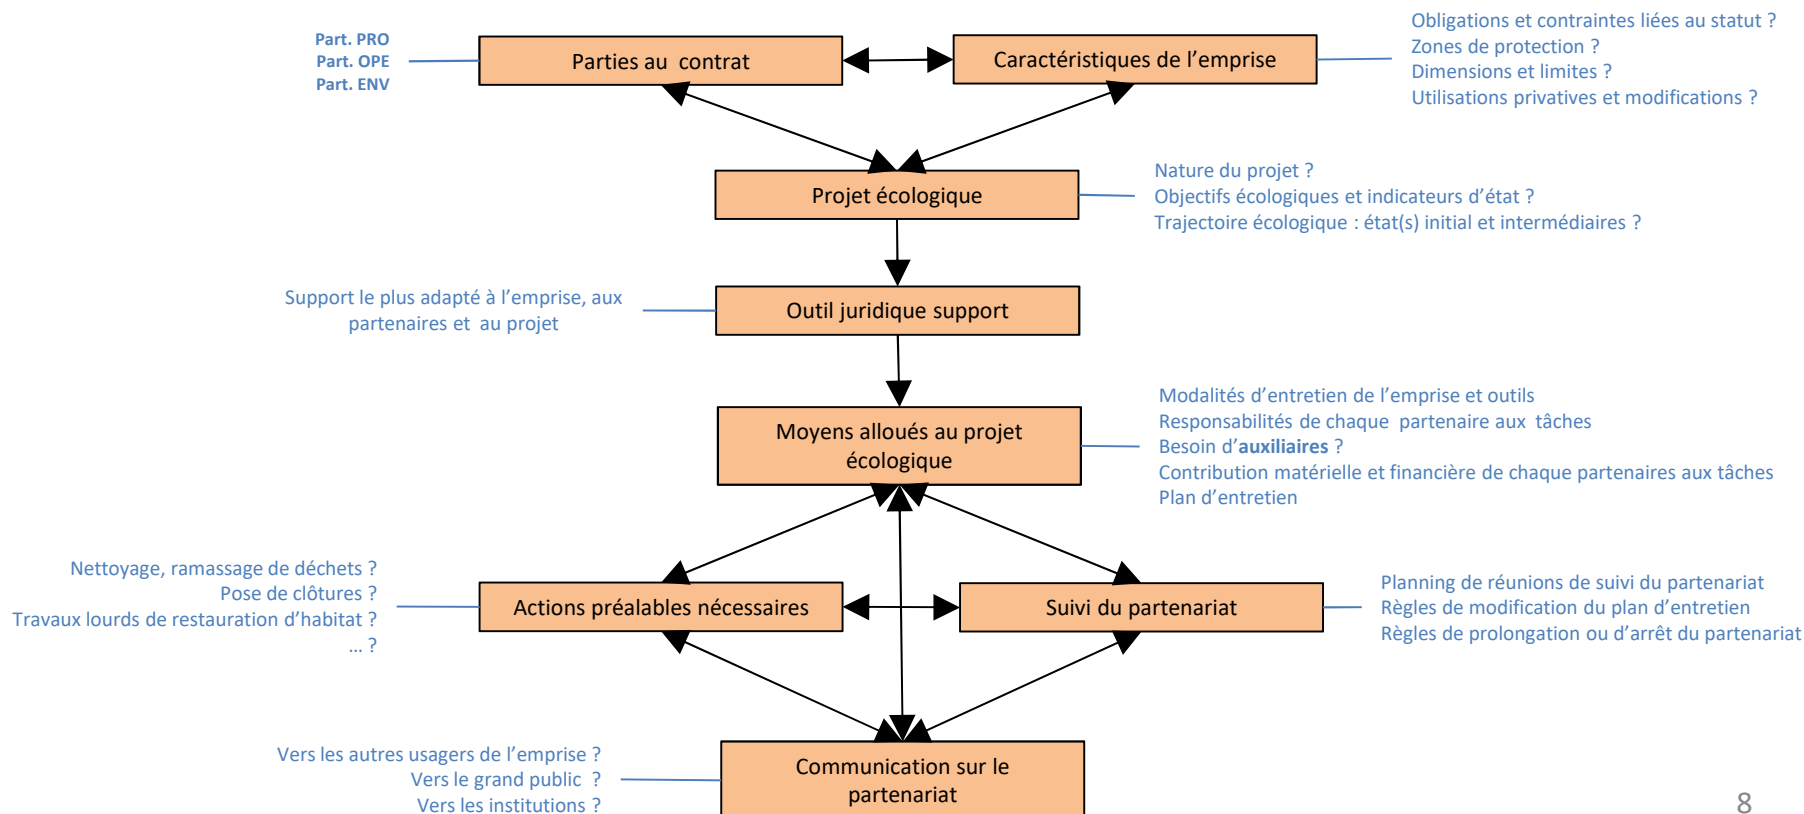 Part. PRO
Part. OPE
Part. ENV
Parties au contrat
Caractéristiques de l’emprise
Obligations et contraintes liées au statut ?
Zones de protection ?
Dimensions et limites ?
Utilisations privatives et modifications ?
Projet écologique
Nature du projet ?
Objectifs écologiques et indicateurs d’état ?
Trajectoire écologique : état(s) initial et intermédiaires ?
Support le plus adapté à l’emprise, aux
partenaires et au projet
Outil juridique support
Moyens alloués au projet
écologique
Modalités d’entretien de l’emprise et outils
Responsabilités de chaque partenaire aux tâches
Besoin d’auxiliaires ?
Contribution matérielle et financière de chaque partenaires aux tâches
Plan d’entretien
Nettoyage, ramassage de déchets ?
Pose de clôtures ?
Travaux lourds de restauration d’habitat ?
... ?
Actions préalables nécessaires
Suivi du partenariat
Planning de réunions de suivi du partenariat
Règles de modification du plan d’entretien
Règles de prolongation ou d’arrêt du partenariat
Vers les autres usagers de l’emprise ?
Vers le grand public ?
Vers les institutions ?
Communication sur le
partenariat
8